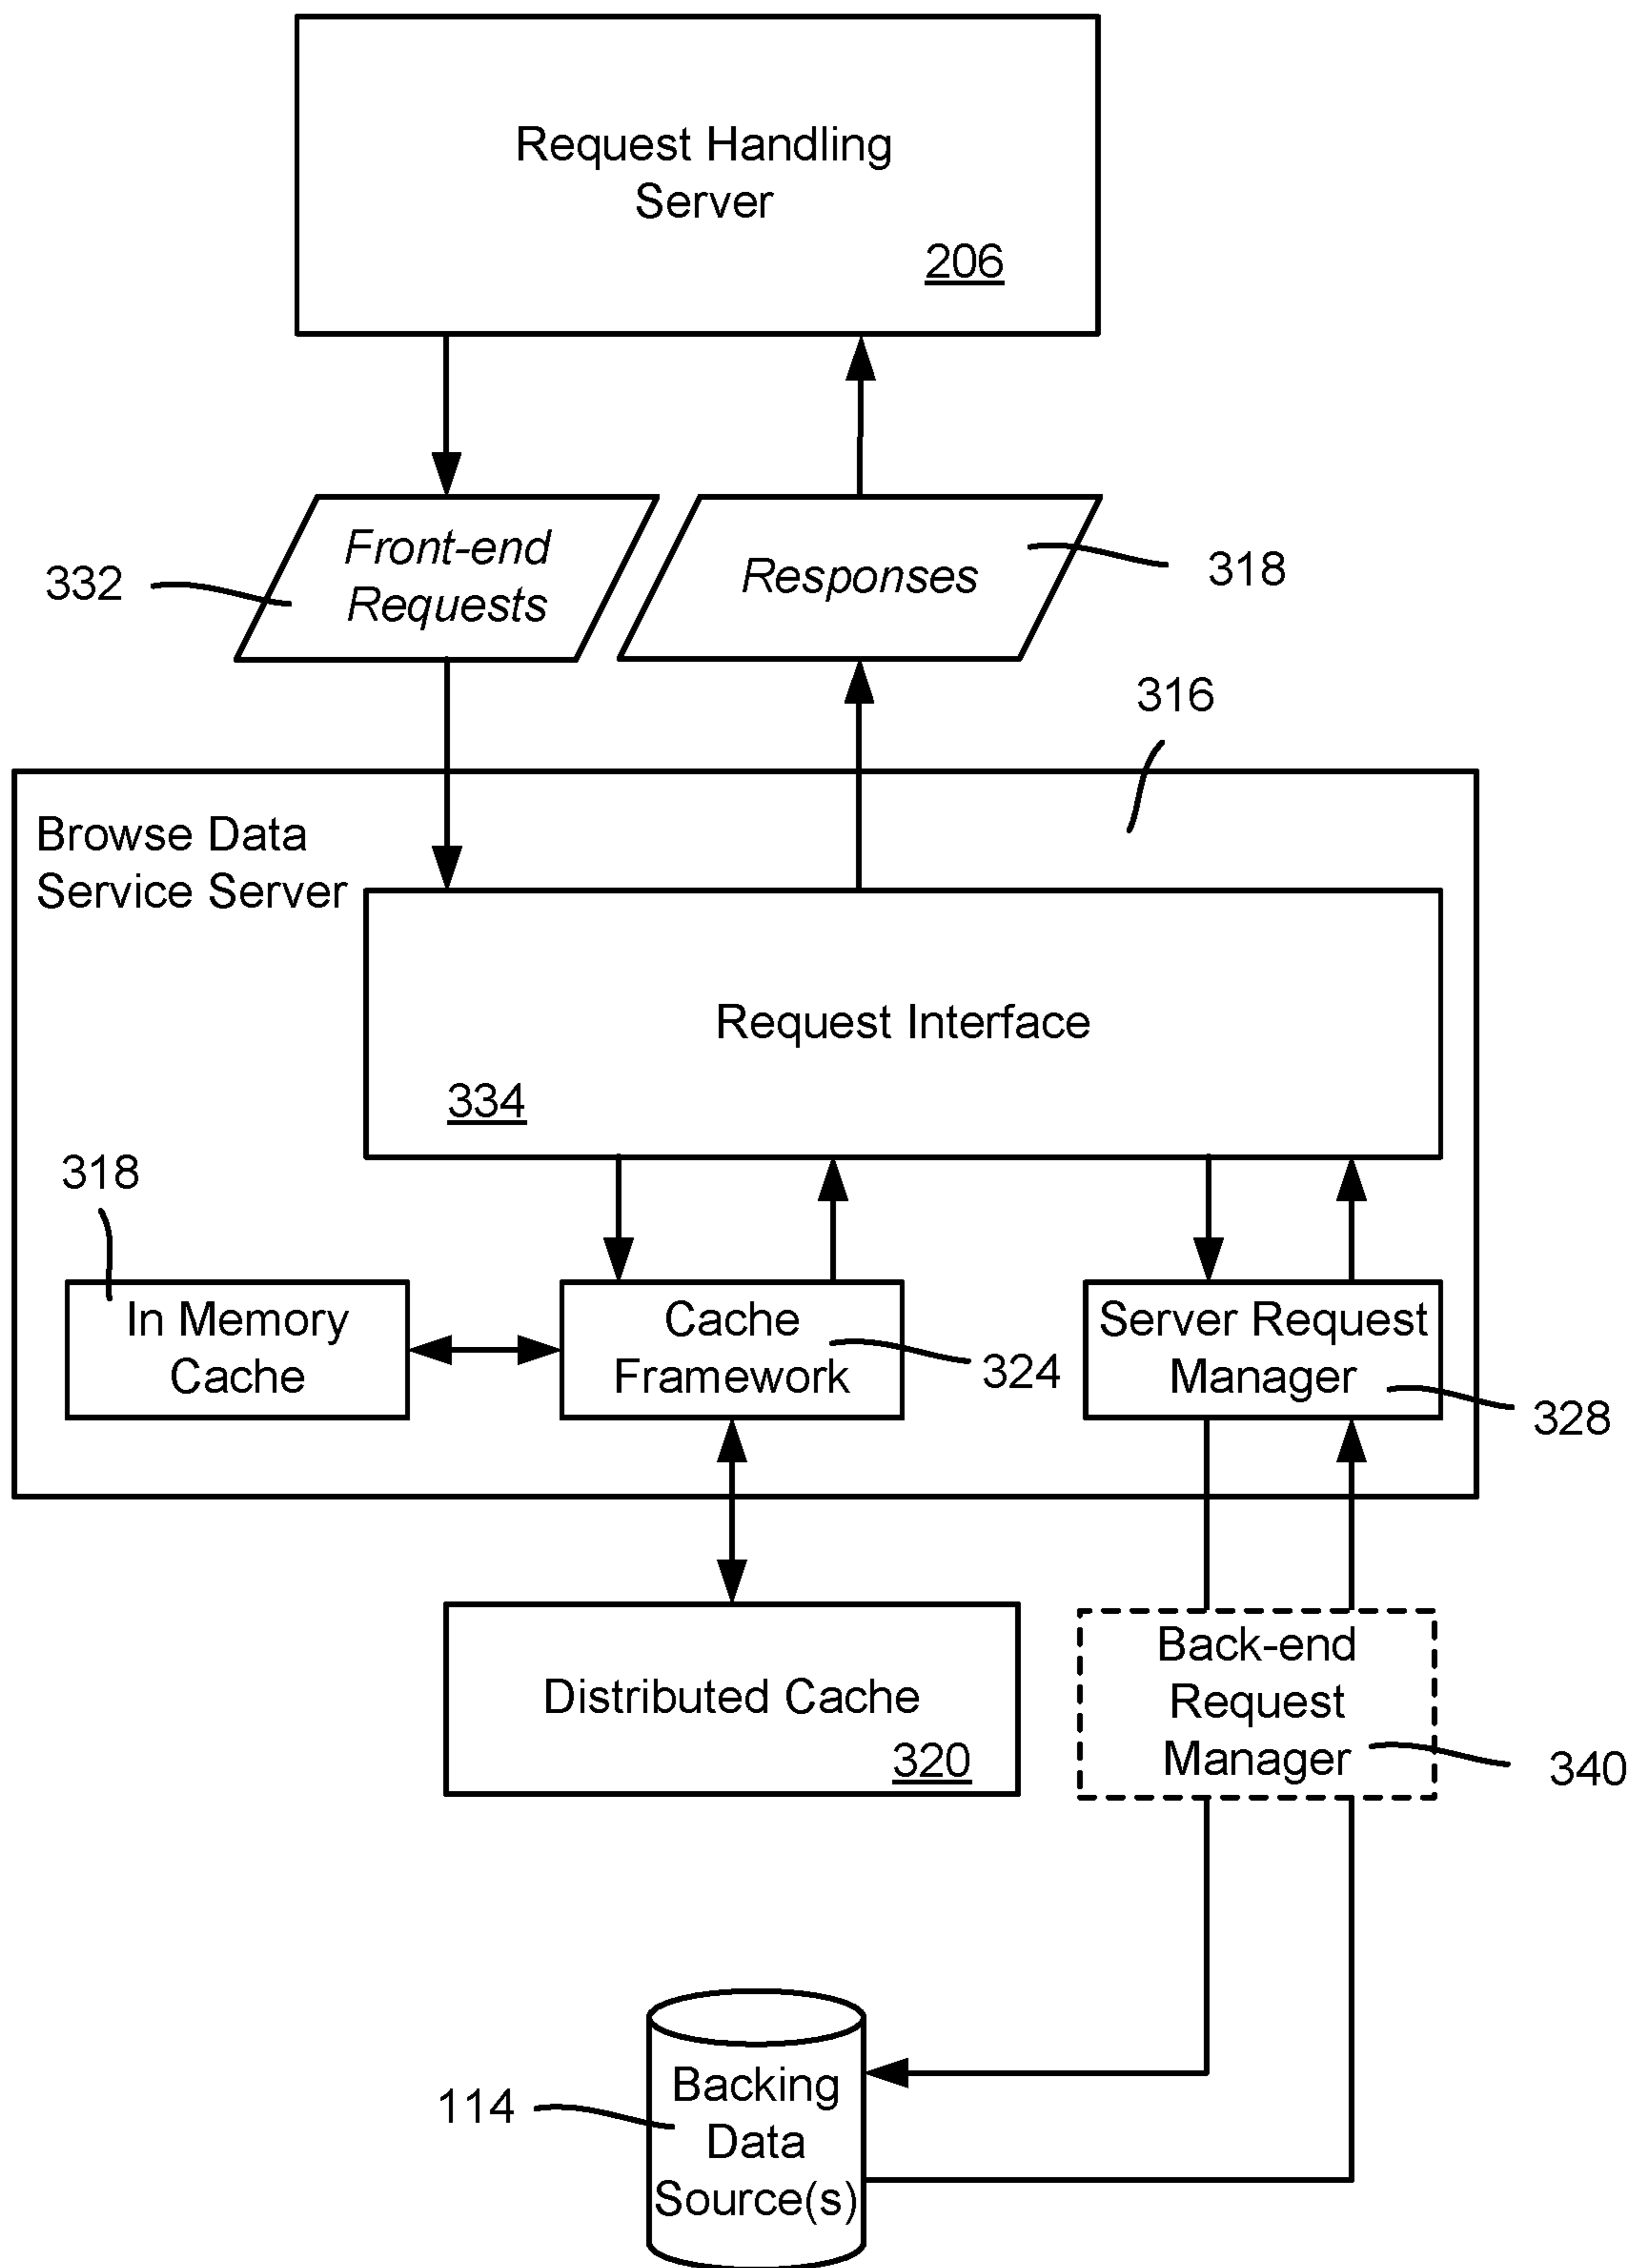 Request Handling
Server
206
Front-end
Requests
332
Responses
318
316
Browse Data
Service Server
Request Interface
334
318
In Memory
Cache
Cache
Framework
324
Server Request
Manager
328
Distributed Cache
320
Back-end
Request
Manager
340
114
Backing
Data
Source(s)